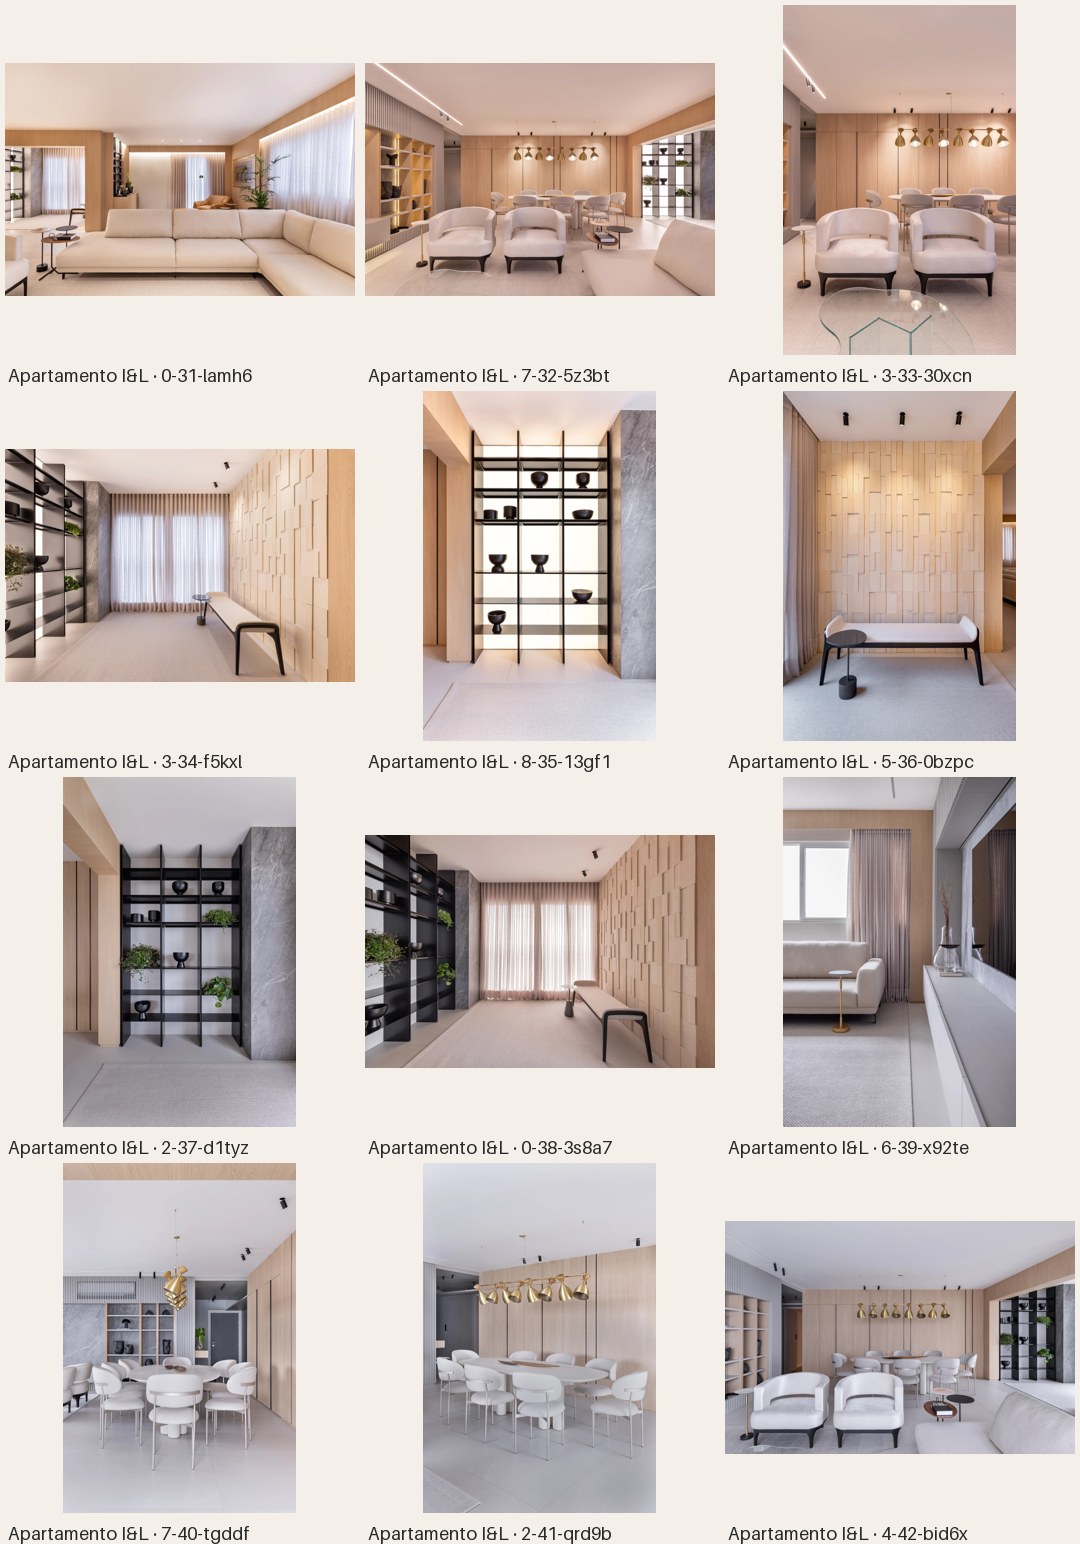 Apartamento I&L · 0-31-lamh6
Apartamento I&L · 7-32-5z3bt
Apartamento I&L · 3-33-30xcn
Apartamento I&L · 3-34-f5kxl
Apartamento I&L · 8-35-13gf1
Apartamento I&L · 5-36-0bzpc
Apartamento I&L · 2-37-d1tyz
Apartamento I&L · 0-38-3s8a7
Apartamento I&L · 6-39-x92te
Apartamento I&L · 7-40-tgddf
Apartamento I&L · 2-41-qrd9b
Apartamento I&L · 4-42-bid6x